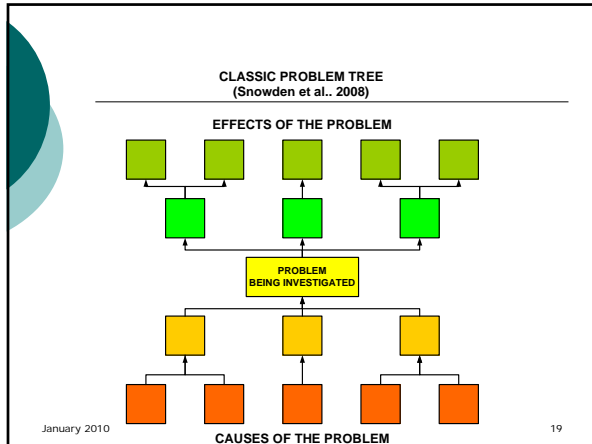 CLASSIC PROBLEM TREE
(Snowden et al.. 2008)
EFFECTS OF THE PROBLEM
PROBLEM
BEING INVESTIGATED
January 2010
19
CAUSES OF THE PROBLEM